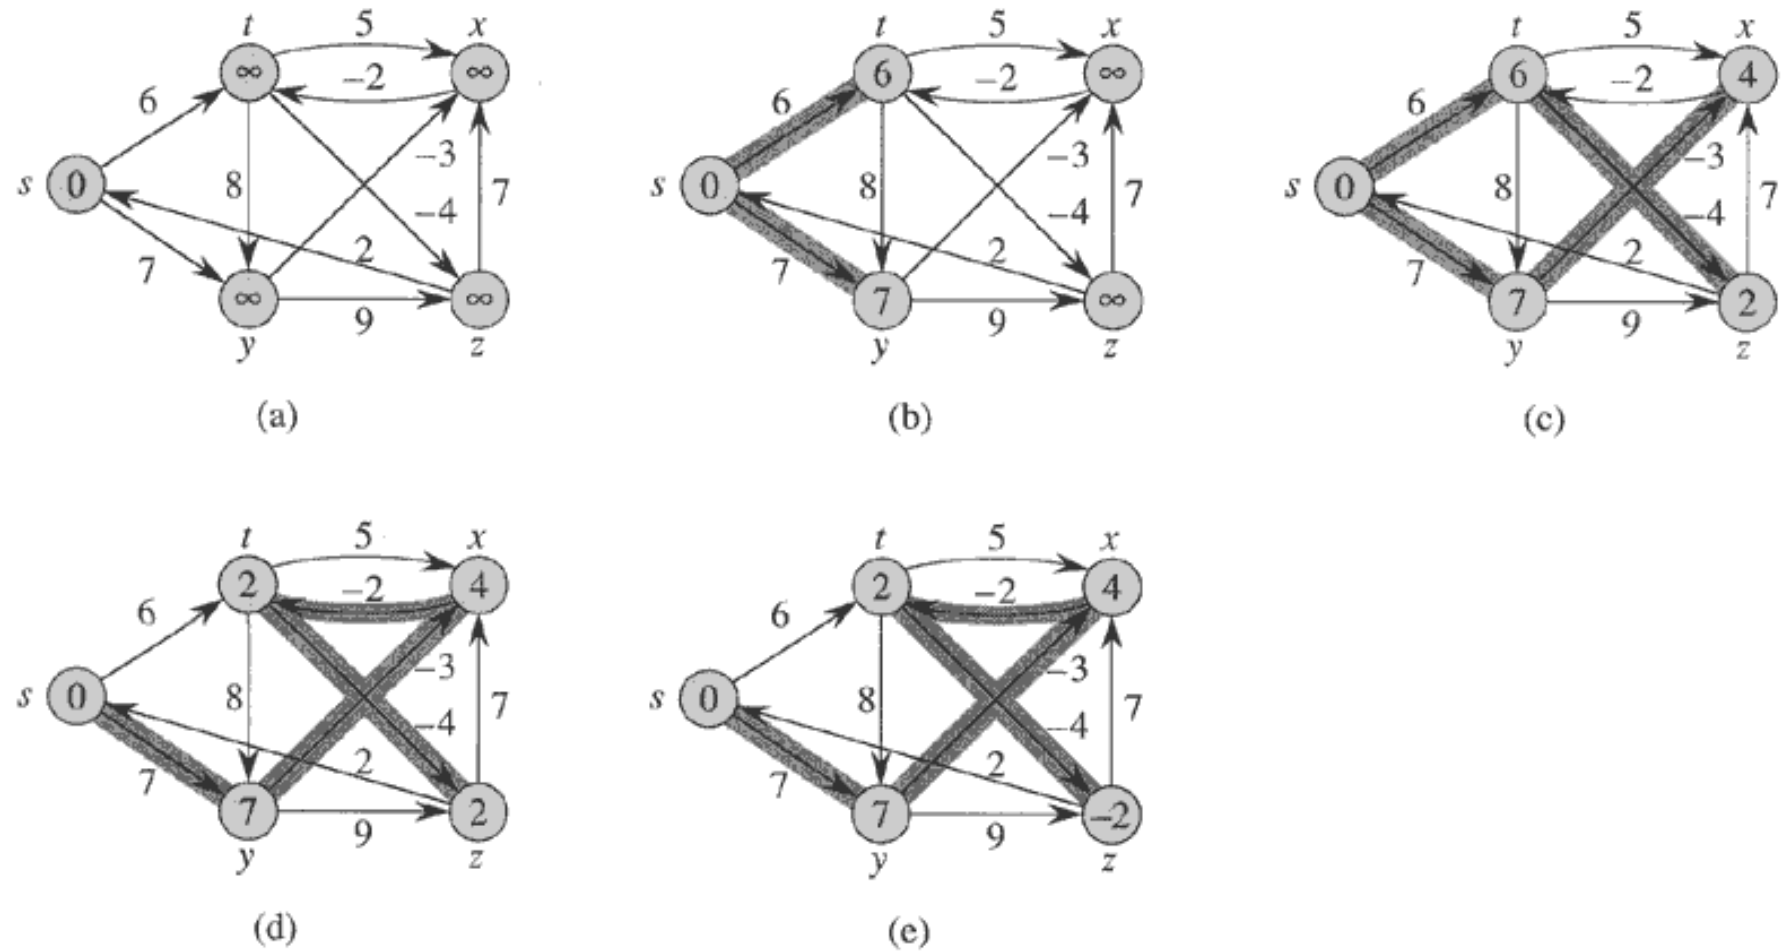 t 5 x t 5 x t 5 x
∞ −2 ∞ 6 −2 ∞ 6 −2 4
6 6 6
−3 −3 −3
s 0 8 s 0 8 7 s 0 8 7
−4 7 −4 −4
7 2 7 2 7 2
∞ 9 ∞ 7 9 ∞ 7 9 2
y z y z y z
(a) (b) (c)
t 5 x t 5 x
2 −2 4 2 −2 4
6 6
−3 −3
s 0 8 7 s 0 8 7
−4 −4
7 2 7 2
7 9 2 7 9 −2
y z y z
(d) (e)